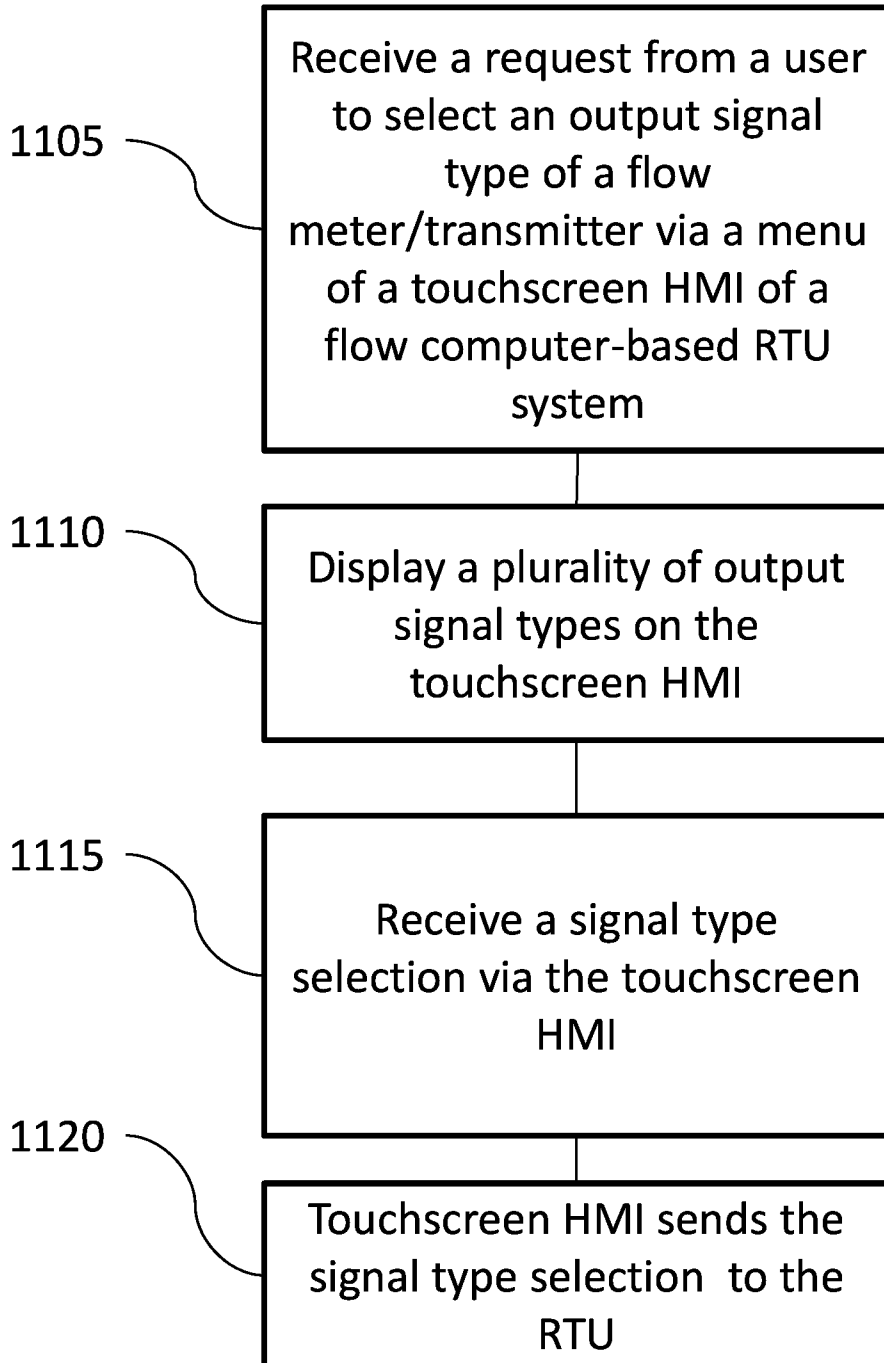 1105
Receive a request from a user
to select an output signal
type of a flow
meter/transmitter via a menu
of a touchscreen HMI of a
flow computer-based RTU
system
1110
Display a plurality of output
signal types on the
touchscreen HMI
1115
Receive a signal type
selection via the touchscreen
HMI
1120
Touchscreen HMI sends the
signal type selection to the
RTU